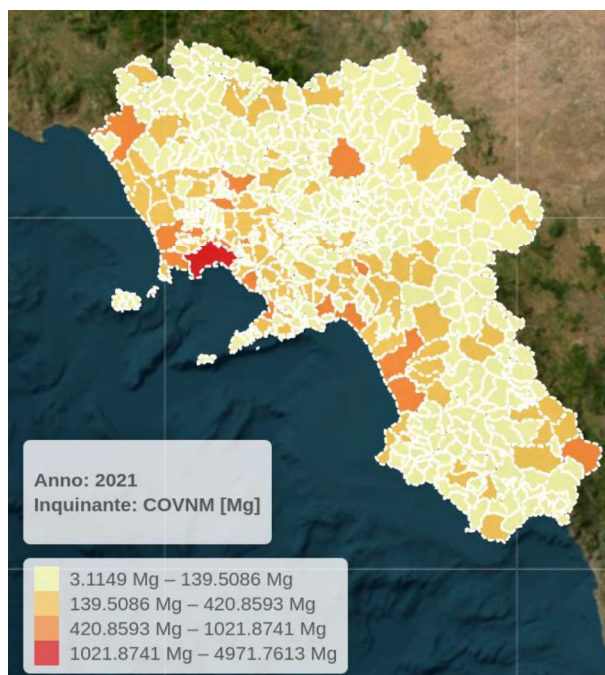 Anno: 2021
Inquinante: COVNM [Mg]
3.1149 Mg – 139.5086 Mg
139.5086 Mg – 420.8593 Mg
420.8593 Mg – 1021.8741 Mg
1021.8741 Mg – 4971.7613 Mg